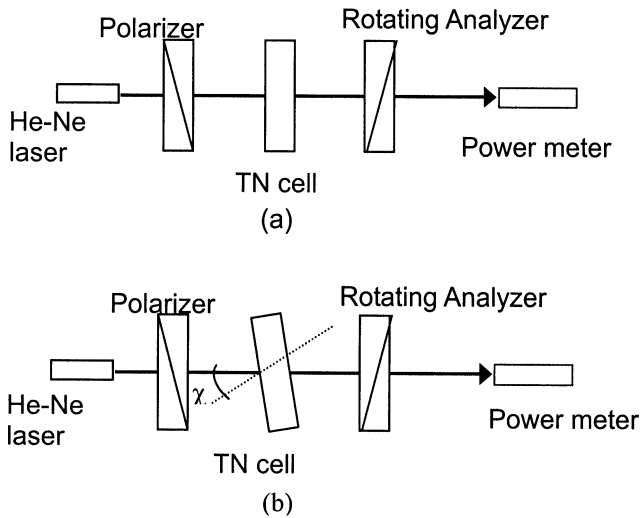 Polarizer
Rotating Analyzer
He-Ne
laser
Power meter
TN cell
(a)
Polarizer
Rotating Analyzer
χ
He-Ne
laser
Power meter
TN cell
(b)